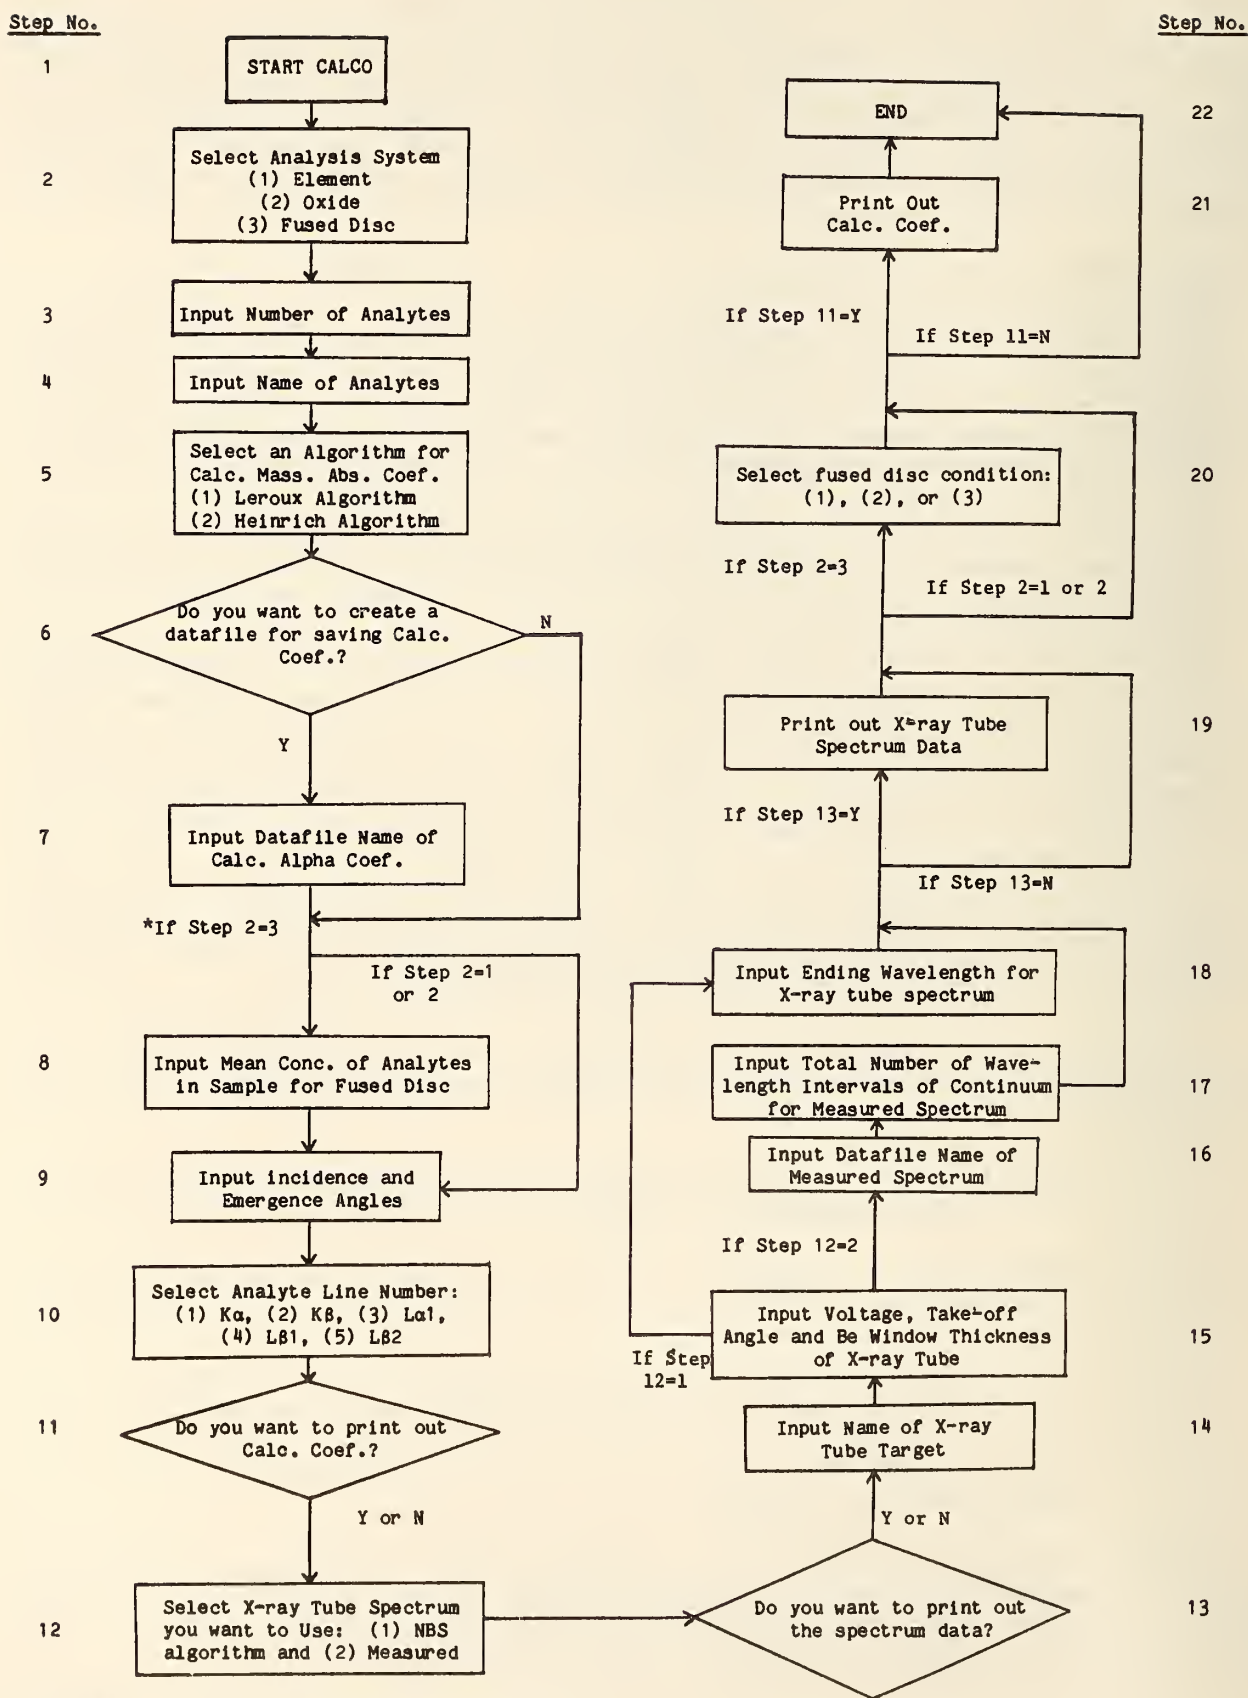 Step No.
1
START CALCO
2
Select Analysis System
(1) Element
(2) Oxide
(3) Fused Disc
3
Input Number of Analytes
4
Input Name of Analytes
5
Select an Algorithm for
Calc. Mass. Abs. Coef.
(1) Leroux Algorithm
(2) Heinrich Algorithm
6
Do you want to create a
datafile for saving Calc.
Coef.?
N
Y
7
Input Datafile Name of
Calc. Alpha Coef.
*If Step 2=3
If Step 2=1
or 2
8
Input Mean Conc. of Analytes
in Sample for Fused Disc
9
Input incidence and
Emergence Angles
10
Select Analyte Line Number:
(1) Kα, (2) Kβ, (3) Lα1,
(4) Lβ1, (5) Lβ2
11
Do you want to print out
Calc. Coef.?
Y or N
12
Select X-ray Tube Spectrum
you want to Use: (1) NBS
algorithm and (2) Measured
Step No.
END
22
Print Out
Calc. Coef.
21
If Step 11=Y
If Step 11=N
Select fused disc condition:
(1), (2), or (3)
20
If Step 2=3
If Step 2=1 or 2
Print out X-ray Tube
Spectrum Data
19
If Step 13=Y
If Step 13=N
Input Ending Wavelength for
X-ray tube spectrum
18
Input Total Number of Wave-
length Intervals of Continuum
for Measured Spectrum
17
Input Datafile Name of
Measured Spectrum
16
If Step 12=2
Input Voltage, Take-off
Angle and Be Window Thickness
of X-ray Tube
15
If Step
12=1
Input Name of X-ray
Tube Target
14
Y or N
Do you want to print out
the spectrum data?
13